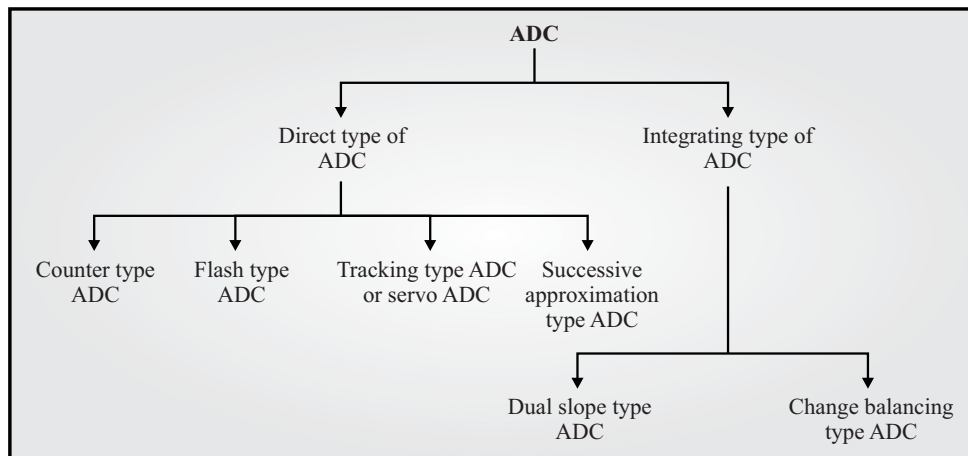 ADC
Direct type of
ADC
Integrating type of
ADC
Counter type
ADC
Flash type
ADC
Tracking type ADC
or servo ADC
Successive
approximation
type ADC
Dual slope type
ADC
Change balancing
type ADC